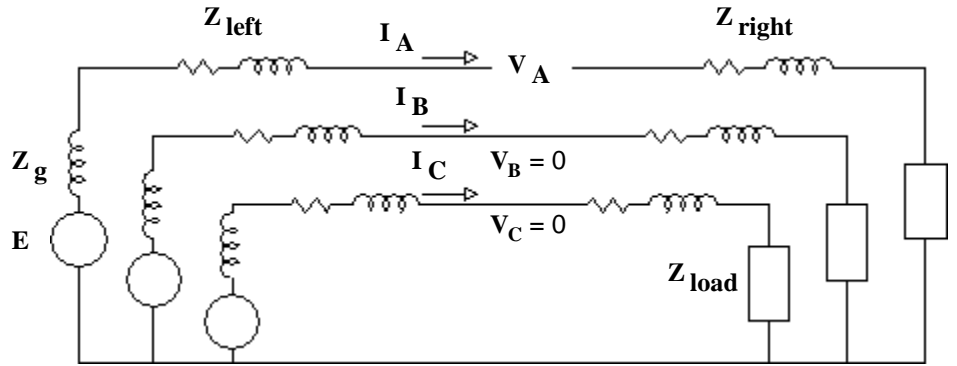 Z left
I A
Z right
V A
I B
Z g
I C
V B = 0
V C = 0
E
Z load